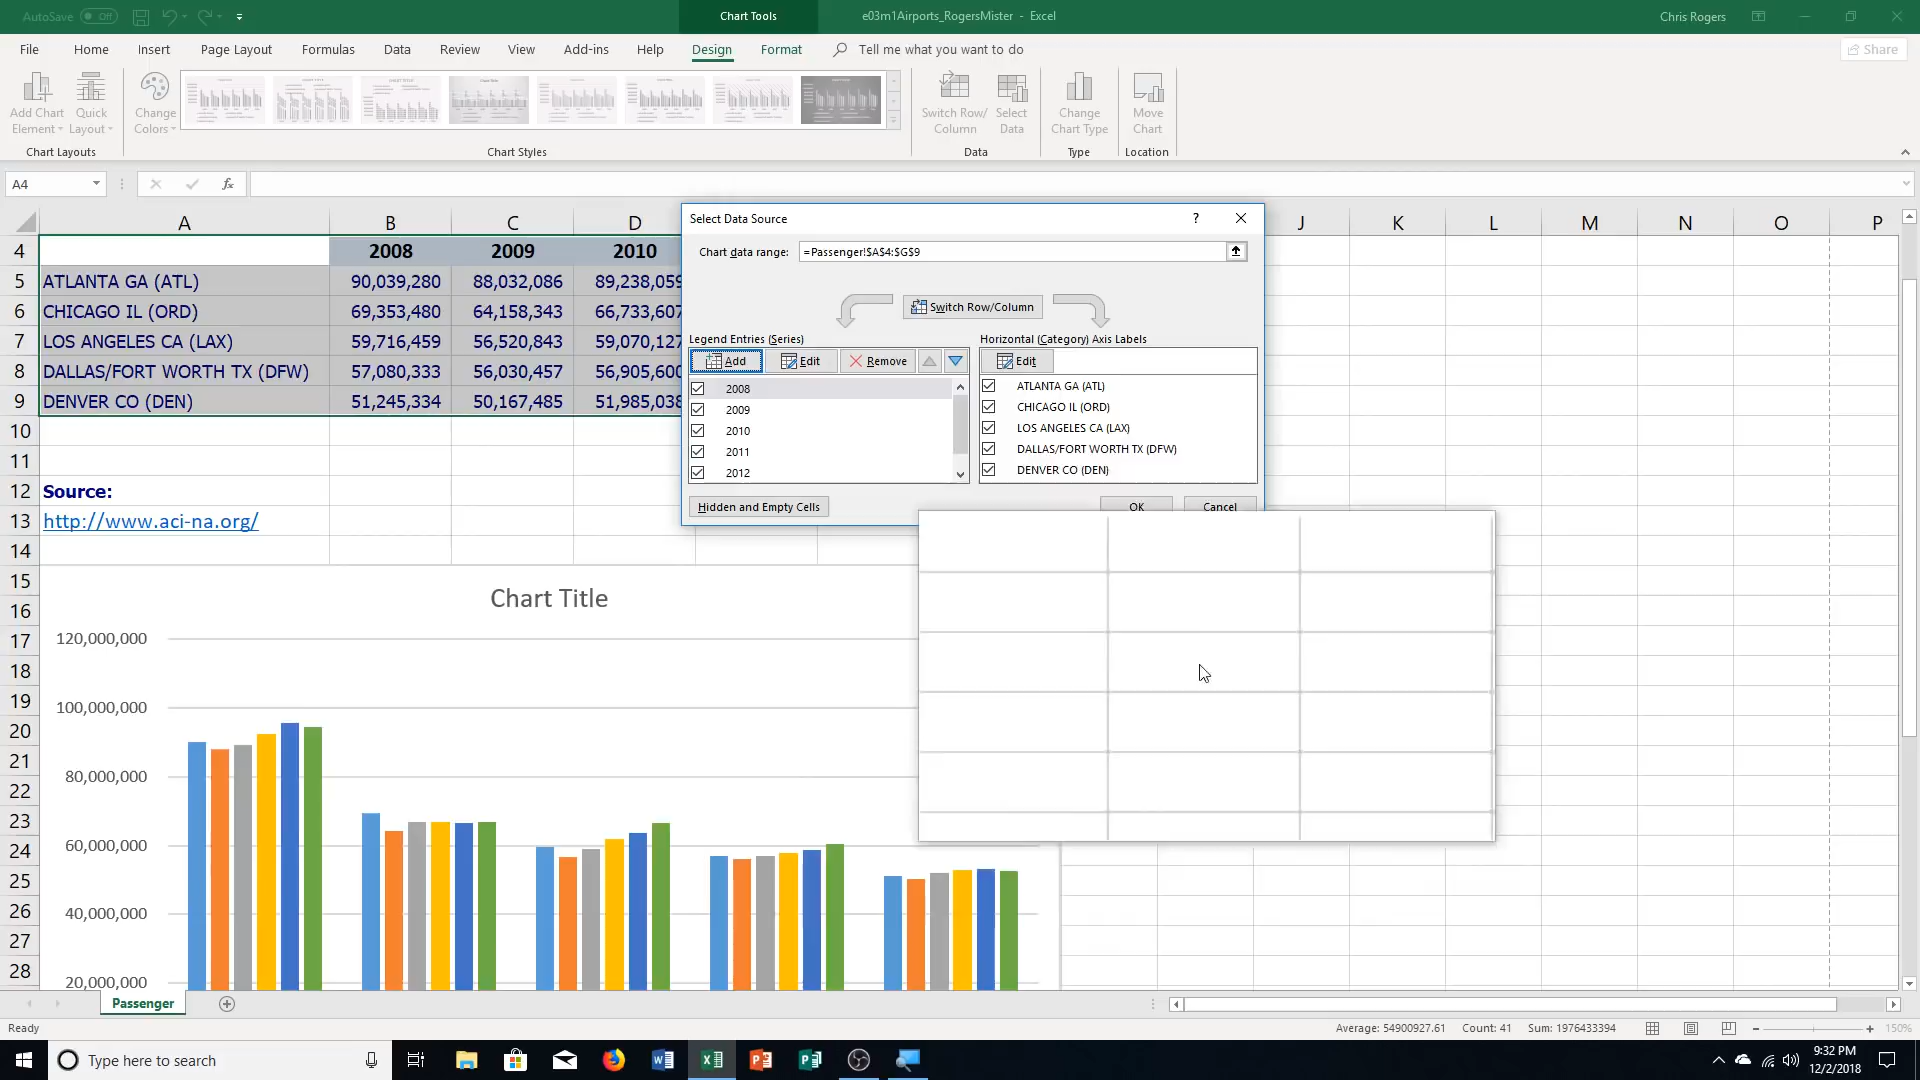 AutoSave Off
Chart Tools
e03m1Airports_RogersMister - Excel
Chris Rogers
File Home Insert Page Layout Formulas Data Review View Add-ins Help Design Format Tell me what you want to do
Share
Add Chart Element
Quick Layout
Change Colors
Switch Row/ Column
Select Data
Change Chart Type
Move Chart
Chart Layouts
Chart Styles
Data
Type
Location
A4
fx
A B C D J K L M N O P
4 2008 2009 2010
5 ATLANTA GA (ATL) 90,039,280 88,032,086 89,238,059
6 CHICAGO IL (ORD) 69,353,480 64,158,343 66,733,607
7 LOS ANGELES CA (LAX) 59,716,459 56,520,843 59,070,127
8 DALLAS/FORT WORTH TX (DFW) 57,080,333 56,030,457 56,905,600
9 DENVER CO (DEN) 51,245,334 50,167,485 51,985,038
10
11
12 Source:
13 http://www.aci-na.org/
14
15
16
17
18
19
20
21
22
23
24
25
26
27
28
Select Data Source
?
Chart data range: =Passenger!$A$4:$G$9
Switch Row/Column
Legend Entries (Series)
Add Edit Remove
2008
2009
2010
2011
2012
Horizontal (Category) Axis Labels
Edit
ATLANTA GA (ATL)
CHICAGO IL (ORD)
LOS ANGELES CA (LAX)
DALLAS/FORT WORTH TX (DFW)
DENVER CO (DEN)
Hidden and Empty Cells
OK
Cancel
Chart Title
120,000,000
100,000,000
80,000,000
60,000,000
40,000,000
20,000,000
Passenger
Ready
Average: 54900927.61 Count: 41 Sum: 1976433394
150%
Type here to search
9:32 PM
12/2/2018